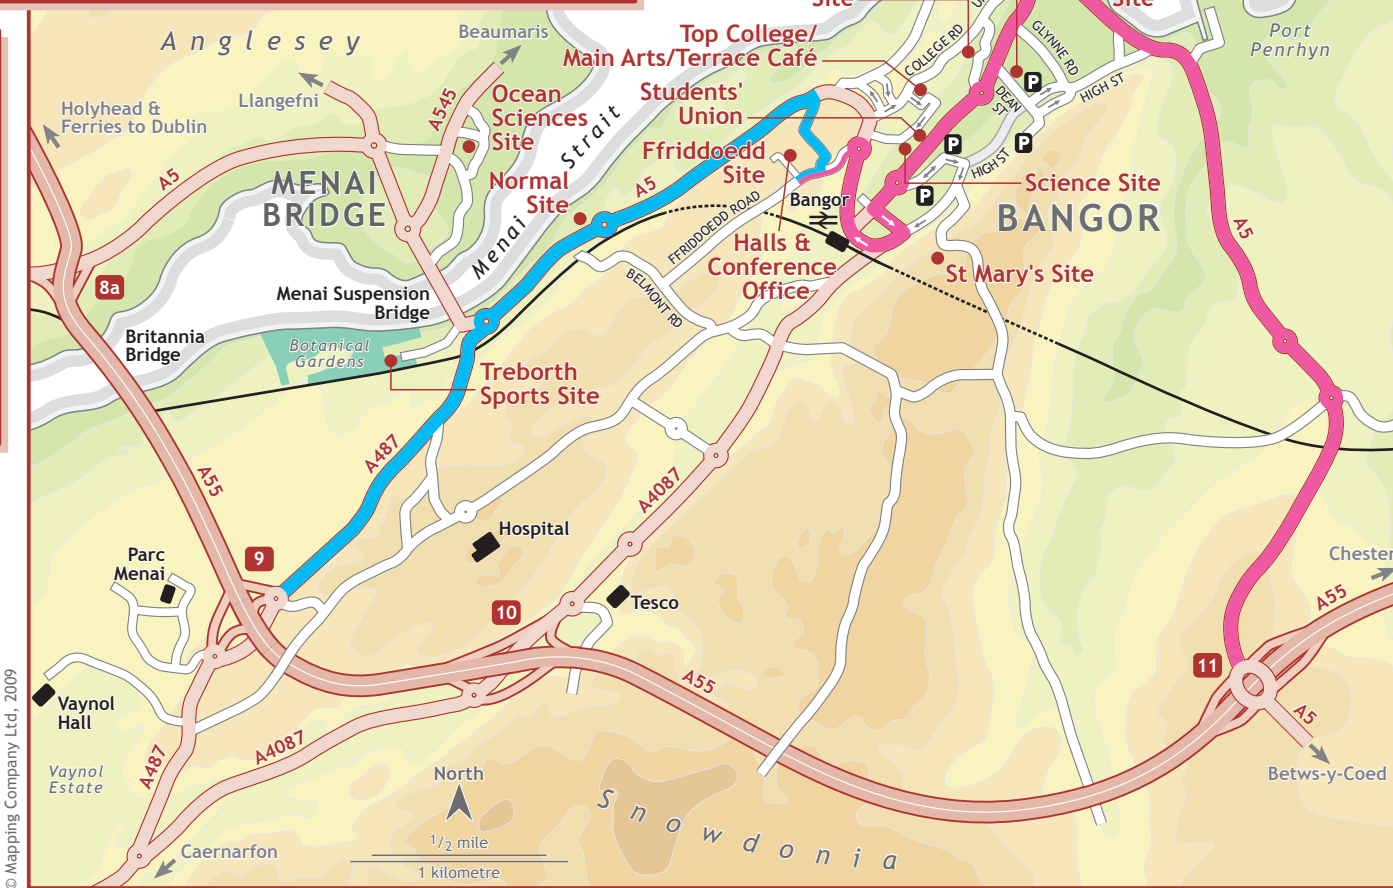 Site
Site
Anglesey
Beaumaris
Llangefni
Holyhead &
Ferries to Dublin
A545
Ocean
Sciences
Site
Top College/
Main Arts/Terrace Café
Students'
Union
COLLEGE RD
GLYNNE RD
DEAN
ST
HIGH ST
Port
Penrhyn
P
P
P
P
A5
MENAI
BRIDGE
Normal
Site
Menai Strait
A5
Ffriddoedd
Site
FFRIDDOEDD ROAD
Bangor
HIGH ST
Science Site
BANGOR
A5
8a
Halls &
Conference
Office
St Mary's Site
BELMONT RD
Menai Suspension
Bridge
Britannia
Bridge
Botanical
Gardens
Treborth
Sports Site
A487
A55
A4087
Hospital
Parc
Menai
9
10
Tesco
Chester
A55
11
A5
Betws-y-Coed
A55
Vaynol
Hall
Vaynol
Estate
A487
A4087
North
1/2 mile
1 kilometre
Snowdonia
Caernarfon
© Mapping Company Ltd, 2009